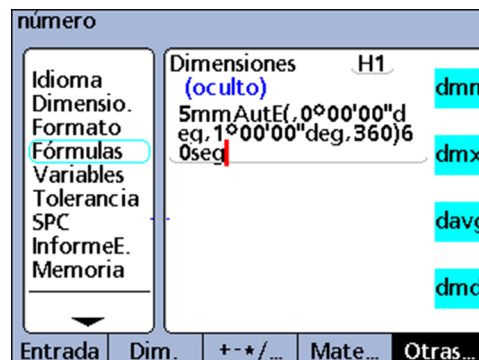 número
Idioma
Dimensio.
Formato
Fórmulas
Variables
Tolerancia
SPC
InformeE.
Memoria
Dimensiones H1
(oculto)
5mmAutE(,0°00'00"d
eg,1°00'00"deg,360)6
0seg
dmn
dmx
davg
dmd
Entrada Dim. +-*/... Mate... Otras...